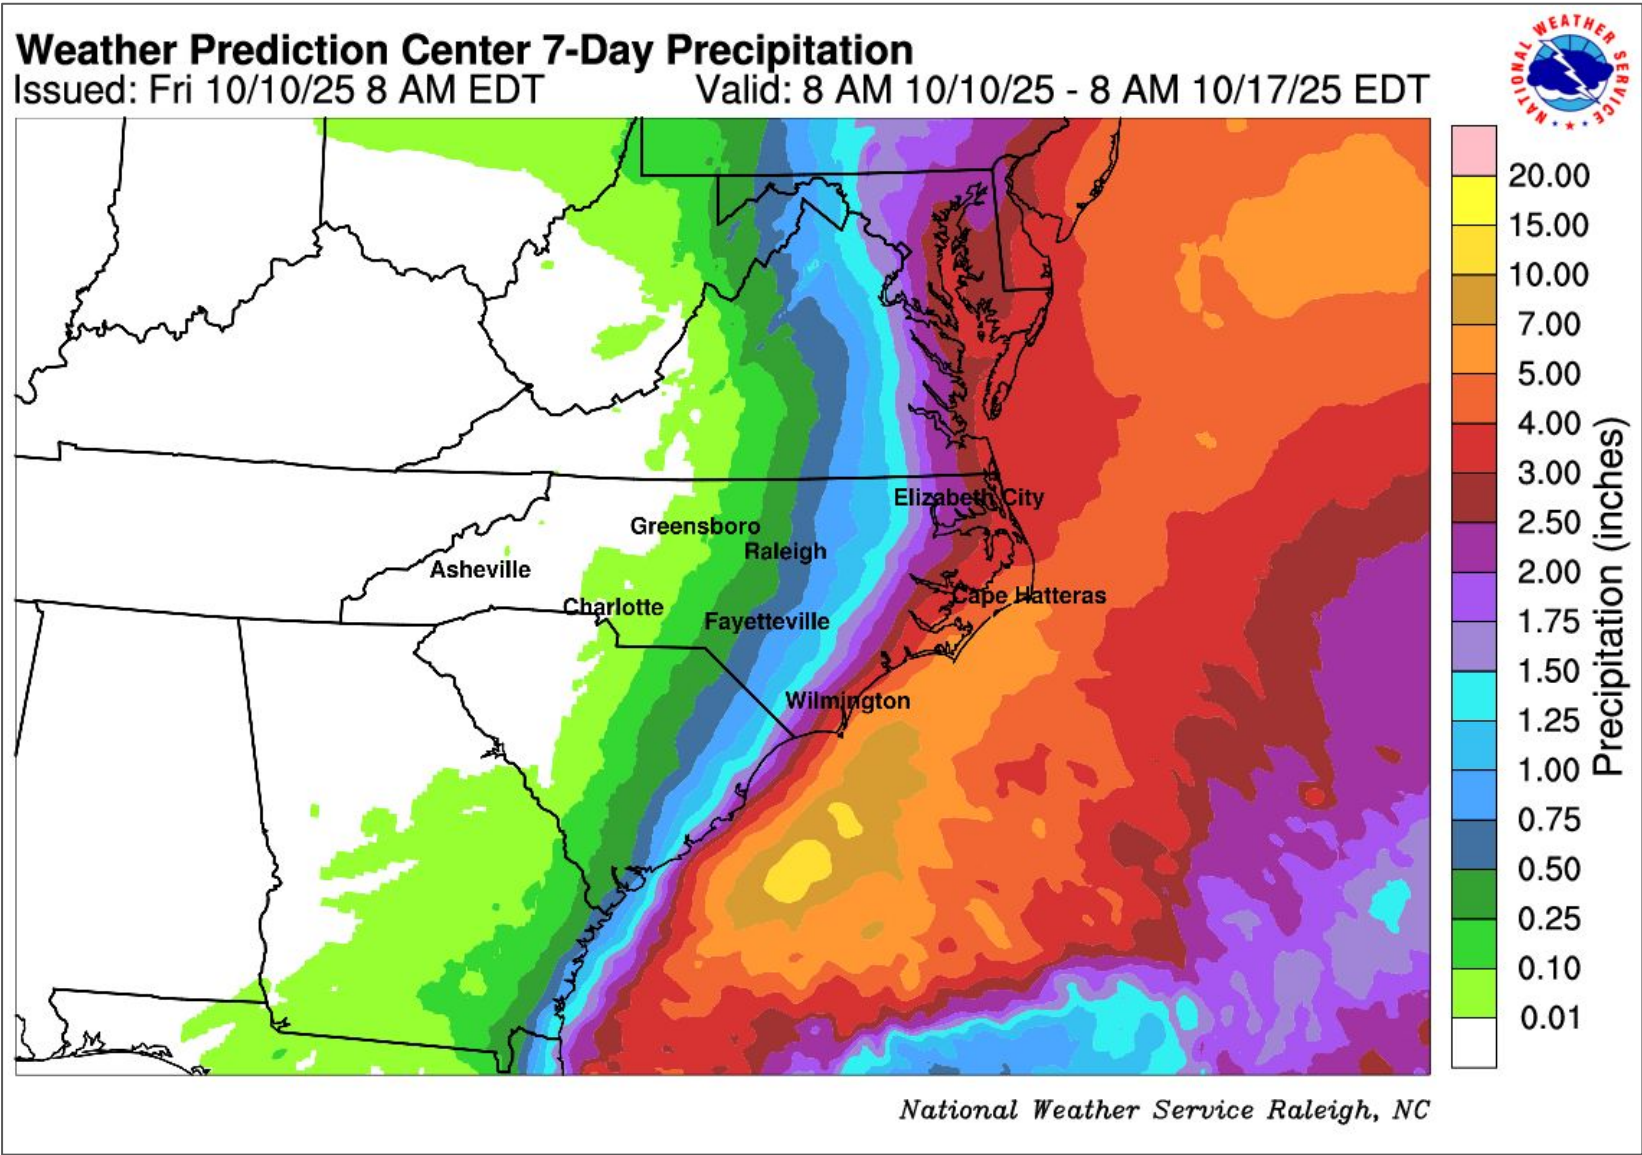 Weather Prediction Center 7-Day Precipitation
Issued: Fri 10/10/25 8 AM EDT
Valid: 8 AM 10/10/25 - 8 AM 10/17/25 EDT
NATIONAL WEATHER SERVICE
20.00
15.00
10.00
7.00
5.00
4.00
3.00
2.50
2.00
1.75
1.50
1.25
1.00
0.75
0.50
0.25
0.10
0.01
Precipitation (inches)
Elizabeth City
Greensboro
Raleigh
Asheville
Cape Hatteras
Charlotte
Fayetteville
Wilmington
National Weather Service Raleigh, NC